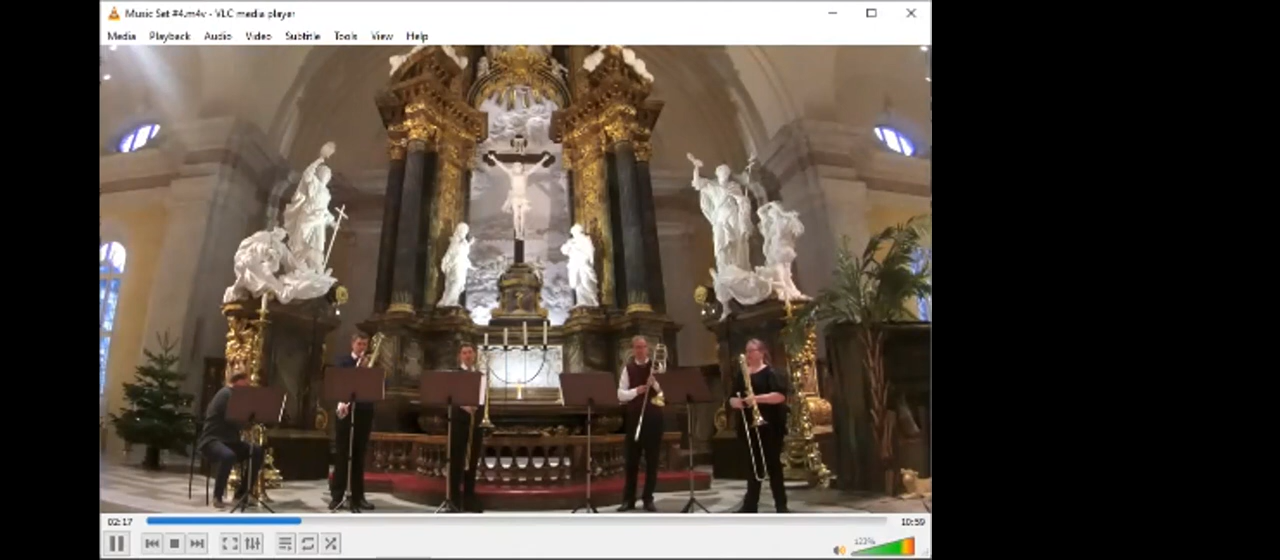 Music Set #4.m4v - VLC media player
Media Playback Audio Video Subtitle Tools View Help
02:17
10:59
122%